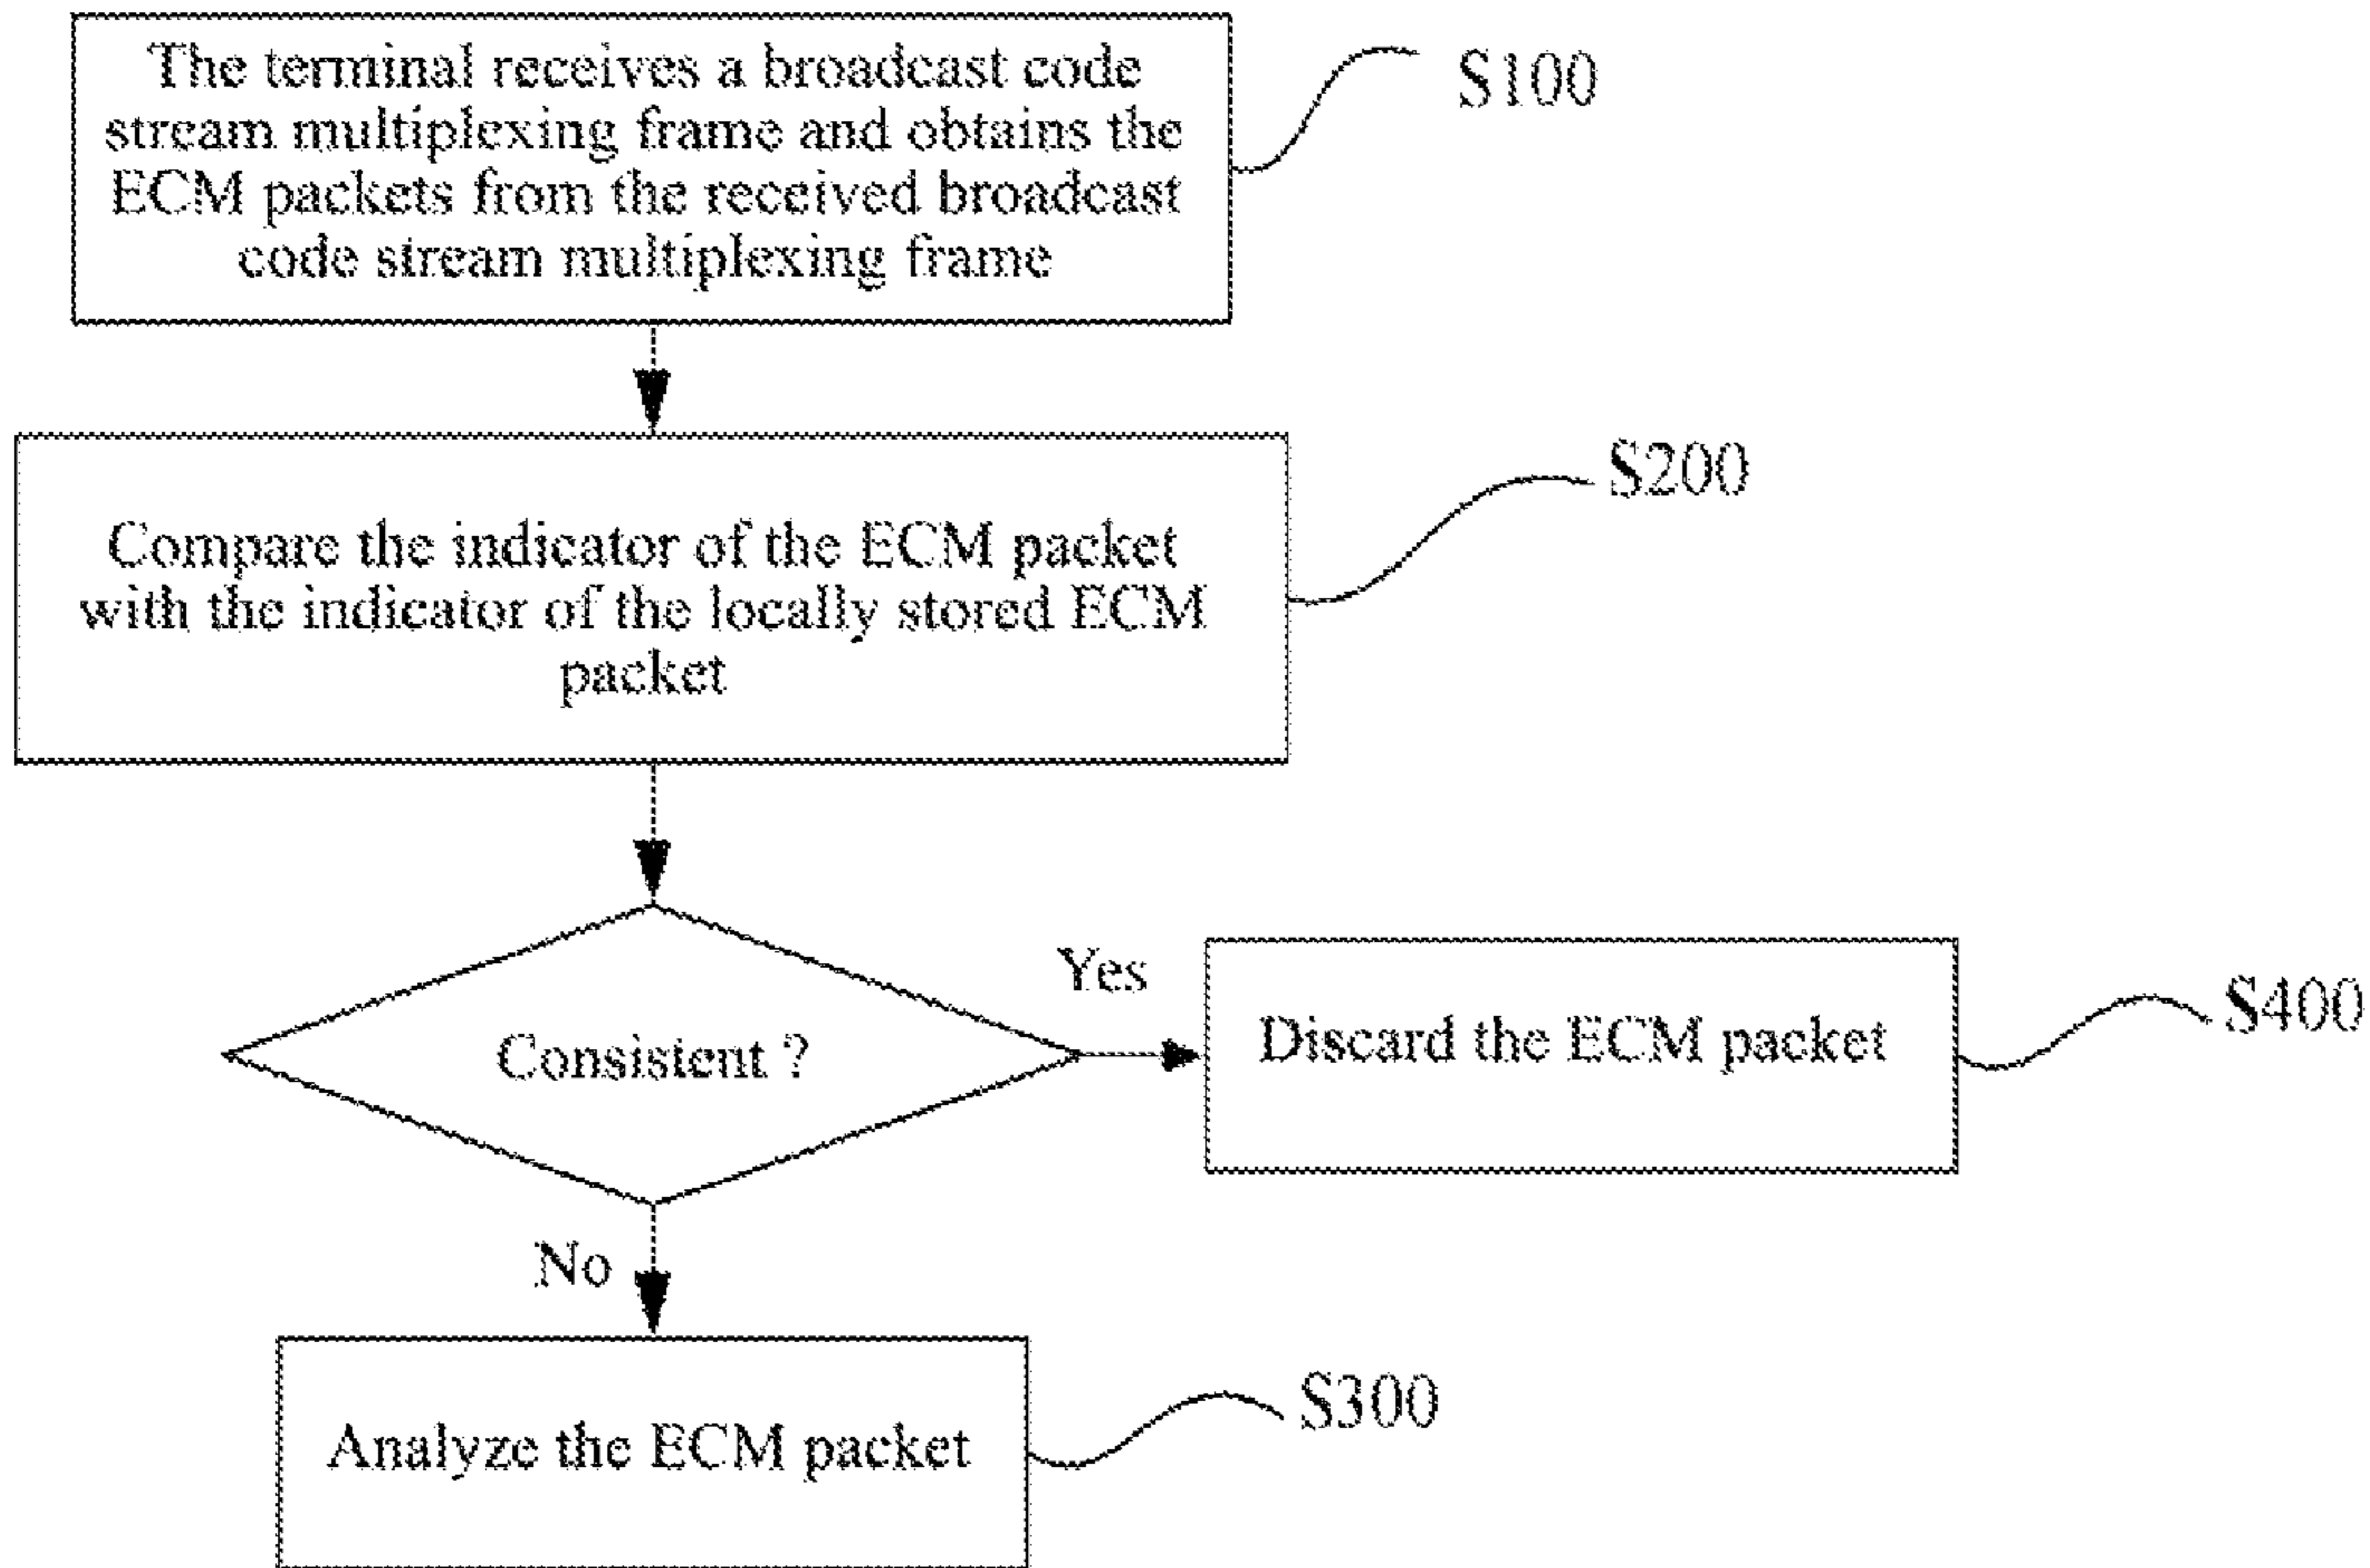 The terminal receives a broadcast code
stream multiplexing frame and obtains the
ECM packets from the received broadcast
code stream multiplexing frame
S100
Compare the indicator of the ECM packet
with the indicator of the locally stored ECM
packet
S200
Consistent ?
Yes
Discard the ECM packet
S400
No
Analyze the ECM packet
S300